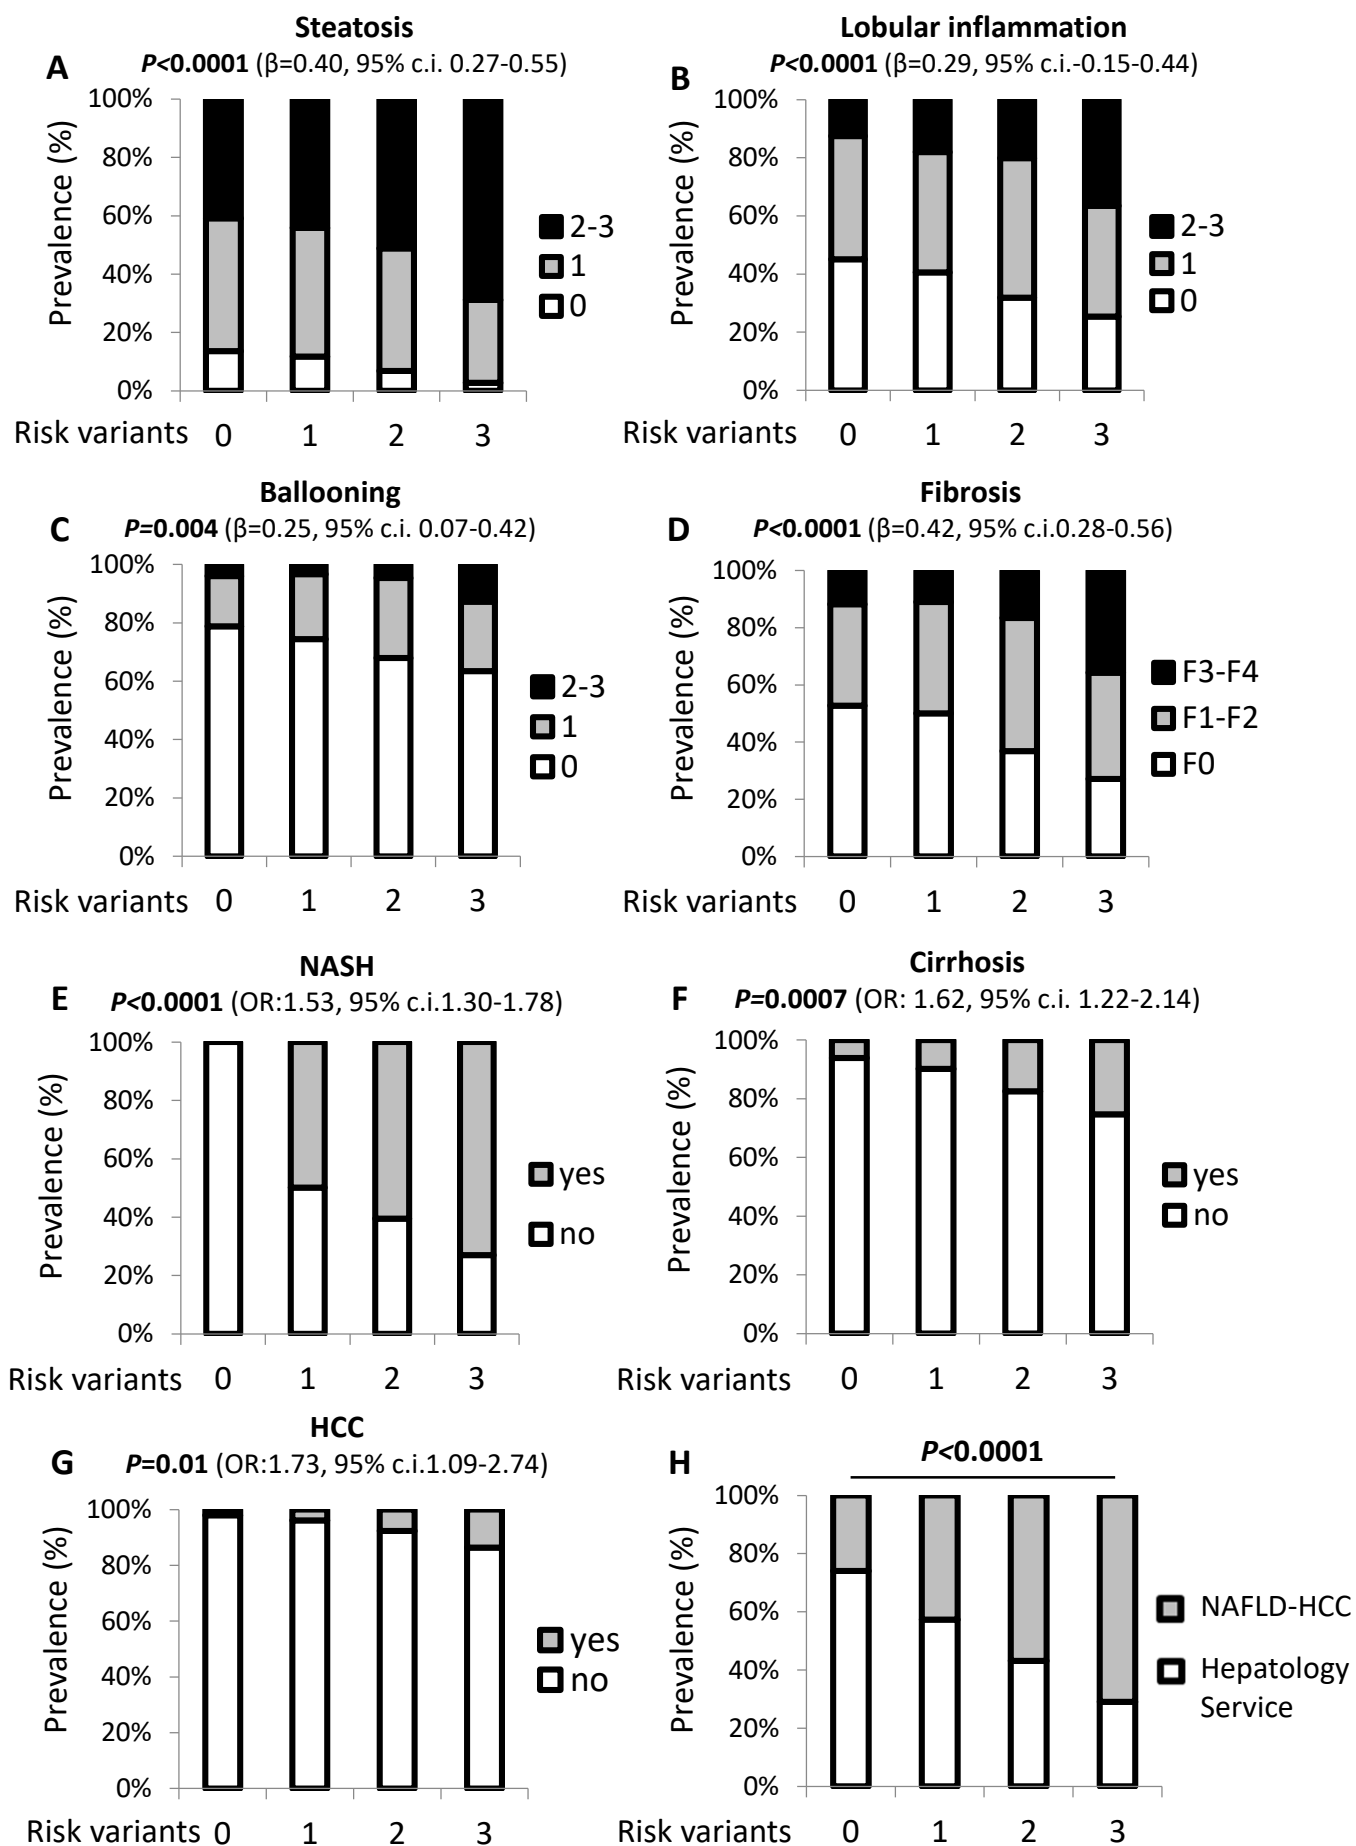 Steatosis
A P<0.0001 (β=0.40, 95% c.i. 0.27-0.55)
Prevalence (%)
100%
80%
60%
40%
20%
0%
2-3
1
0
Risk variants 0 1 2 3
Lobular inflammation
B P<0.0001 (β=0.29, 95% c.i.-0.15-0.44)
Prevalence (%)
100%
80%
60%
40%
20%
0%
2-3
1
0
Risk variants 0 1 2 3
Ballooning
C P=0.004 (β=0.25, 95% c.i. 0.07-0.42)
Prevalence (%)
100%
80%
60%
40%
20%
0%
2-3
1
0
Risk variants 0 1 2 3
Fibrosis
D P<0.0001 (β=0.42, 95% c.i.0.28-0.56)
Prevalence (%)
100%
80%
60%
40%
20%
0%
F3-F4
F1-F2
F0
Risk variants 0 1 2 3
NASH
E P<0.0001 (OR:1.53, 95% c.i.1.30-1.78)
Prevalence (%)
100%
80%
60%
40%
20%
0%
yes
no
Risk variants 0 1 2 3
Cirrhosis
F P=0.0007 (OR: 1.62, 95% c.i. 1.22-2.14)
Prevalence (%)
100%
80%
60%
40%
20%
0%
yes
no
Risk variants 0 1 2 3
HCC
G P=0.01 (OR:1.73, 95% c.i.1.09-2.74)
Prevalence (%)
100%
80%
60%
40%
20%
0%
yes
no
Risk variants 0 1 2 3
H P<0.0001
Prevalence (%)
100%
80%
60%
40%
20%
0%
NAFLD-HCC
Hepatology
Service
Risk variants 0 1 2 3